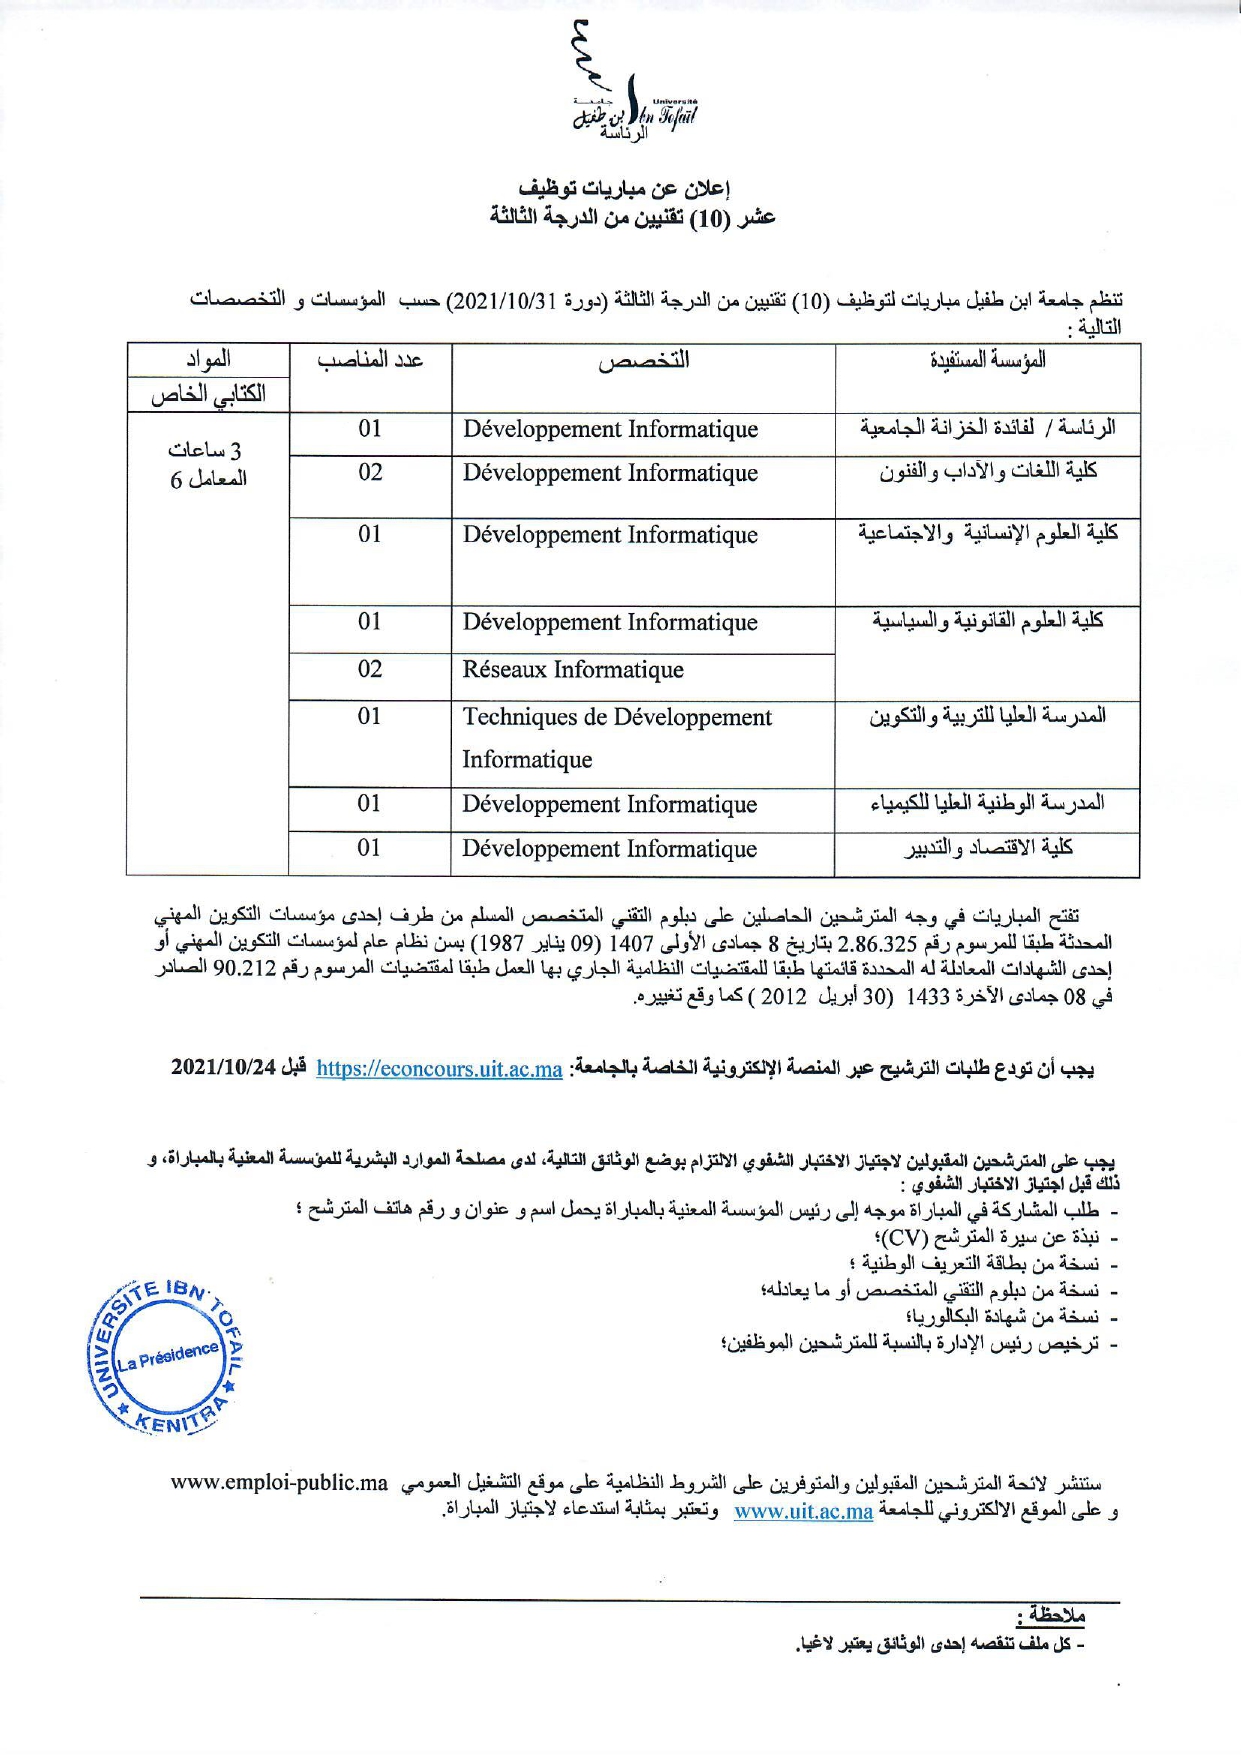 جامعة
Université
ابن طفيل
Ibn Tofaïl
الرئاسة
إعلان عن مباريات توظيف
عشر (10) تقنيين من الدرجة الثالثة
تنظم جامعة ابن طفيل مباريات لتوظيف (10) تقنيين من الدرجة الثالثة (دورة 2021/10/31) حسب المؤسسات و التخصصات
التالية :
المؤسسة المستفيدة التخصص عدد المناصب المواد
الكتابي الخاص
الرئاسة / لفائدة الخزانة الجامعية Développement Informatique 01
3 ساعات
كلية اللغات والآداب والفنون Développement Informatique 02
المعامل 6
كلية العلوم الإنسانية والاجتماعية Développement Informatique 01
كلية العلوم القانونية والسياسية Développement Informatique 01
Réseaux Informatique 02
المدرسة العليا للتربية والتكوين Techniques de Développement 01
Informatique
المدرسة الوطنية العليا للكيمياء Développement Informatique 01
كلية الاقتصاد والتدبير Développement Informatique 01
تفتح المباريات في وجه المترشحين الحاصلين على دبلوم التقني المتخصص المسلم من طرف إحدى مؤسسات التكوين المهني
المحدثة طبقا للمرسوم رقم 2.86.325 بتاريخ 8 جمادى الأولى 1407 (09 يناير 1987) بسن نظام عام لمؤسسات التكوين المهني أو
إحدى الشهادات المعادلة له المحددة قائمتها طبقا للمقتضيات النظامية الجاري بها العمل طبقا لمقتضيات المرسوم رقم 90.212 الصادر
في 08 جمادى الآخرة 1433 (30 أبريل 2012 ) كما وقع تغييره.
يجب أن تودع طلبات الترشيح عبر المنصة الإلكترونية الخاصة بالجامعة: https://econcours.uit.ac.ma قبل 2021/10/24
يجب على المترشحين المقبولين لاجتياز الاختبار الشفوي الالتزام بوضع الوثائق التالية، لدى مصلحة الموارد البشرية للمؤسسة المعنية بالمباراة، و
ذلك قبل اجتياز الاختبار الشفوي :
- طلب المشاركة في المباراة موجه إلى رئيس المؤسسة المعنية بالمباراة يحمل اسم و عنوان و رقم هاتف المترشح ؛
- نبذة عن سيرة المترشح (CV)؛
- نسخة من بطاقة التعريف الوطنية ؛
- نسخة من دبلوم التقني المتخصص أو ما يعادله؛
- نسخة من شهادة البكالوريا؛
- ترخيص رئيس الإدارة بالنسبة للمترشحين الموظفين؛
UNIVERSITE IBN TOFAIL
La Présidence
KENITRA
ستنشر لائحة المترشحين المقبولين والمتوفرين على الشروط النظامية على موقع التشغيل العمومي www.emploi-public.ma
و على الموقع الالكتروني للجامعة www.uit.ac.ma وتعتبر بمثابة استدعاء لاجتياز المباراة.
ملاحظة :
- كل ملف تنقصه إحدى الوثائق يعتبر لاغيا.